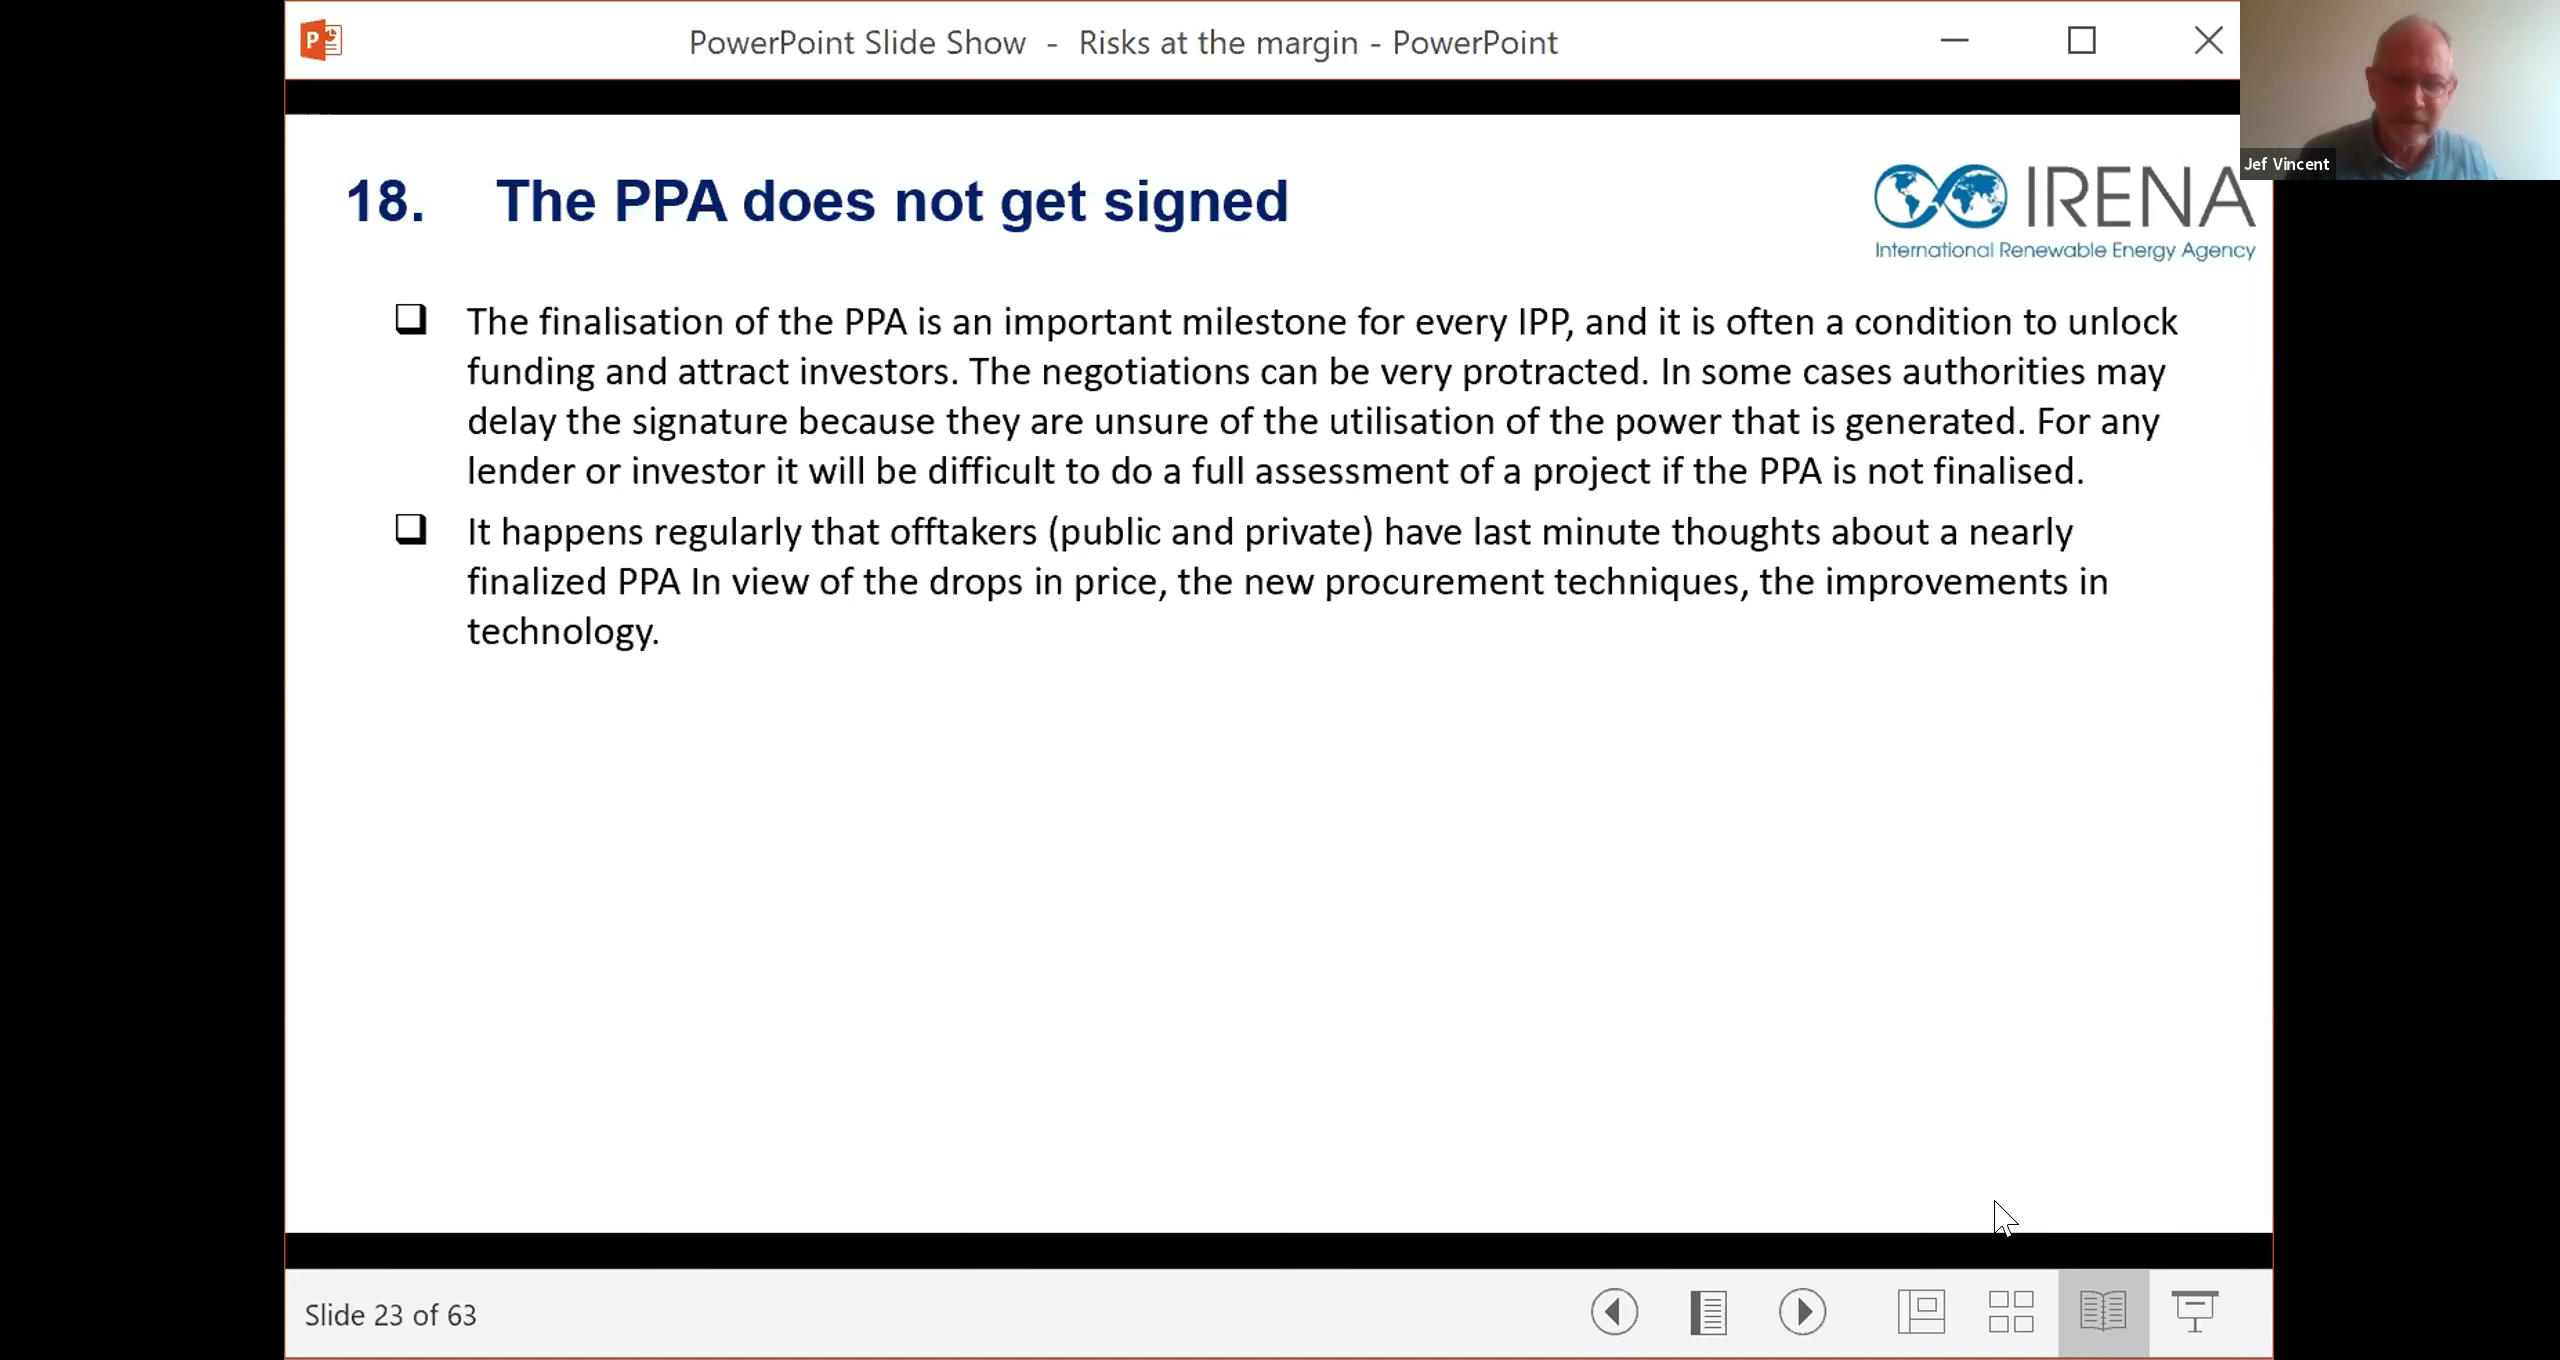 PowerPoint Slide Show - Risks at the margin - PowerPoint
Jef Vincent
18. The PPA does not get signed
IRENA
International Renewable Energy Agency
❑ The finalisation of the PPA is an important milestone for every IPP, and it is often a condition to unlock
funding and attract investors. The negotiations can be very protracted. In some cases authorities may
delay the signature because they are unsure of the utilisation of the power that is generated. For any
lender or investor it will be difficult to do a full assessment of a project if the PPA is not finalised.
❑ It happens regularly that offtakers (public and private) have last minute thoughts about a nearly
finalized PPA In view of the drops in price, the new procurement techniques, the improvements in
technology.
Slide 23 of 63